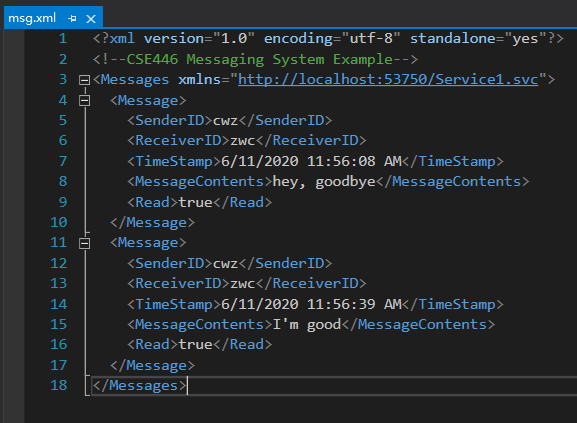 msg.xml
1 <?xml version="1.0" encoding="utf-8" standalone="yes"?>
2 <!--CSE446 Messaging System Example-->
3 <Messages xmlns="http://localhost:53750/Service1.svc">
4 <Message>
5 <SenderID>cwz</SenderID>
6 <ReceiverID>zwc</ReceiverID>
7 <TimeStamp>6/11/2020 11:56:08 AM</TimeStamp>
8 <MessageContents>hey, goodbye</MessageContents>
9 <Read>true</Read>
10 </Message>
11 <Message>
12 <SenderID>cwz</SenderID>
13 <ReceiverID>zwc</ReceiverID>
14 <TimeStamp>6/11/2020 11:56:39 AM</TimeStamp>
15 <MessageContents>I'm good</MessageContents>
16 <Read>true</Read>
17 </Message>
18 </Messages>